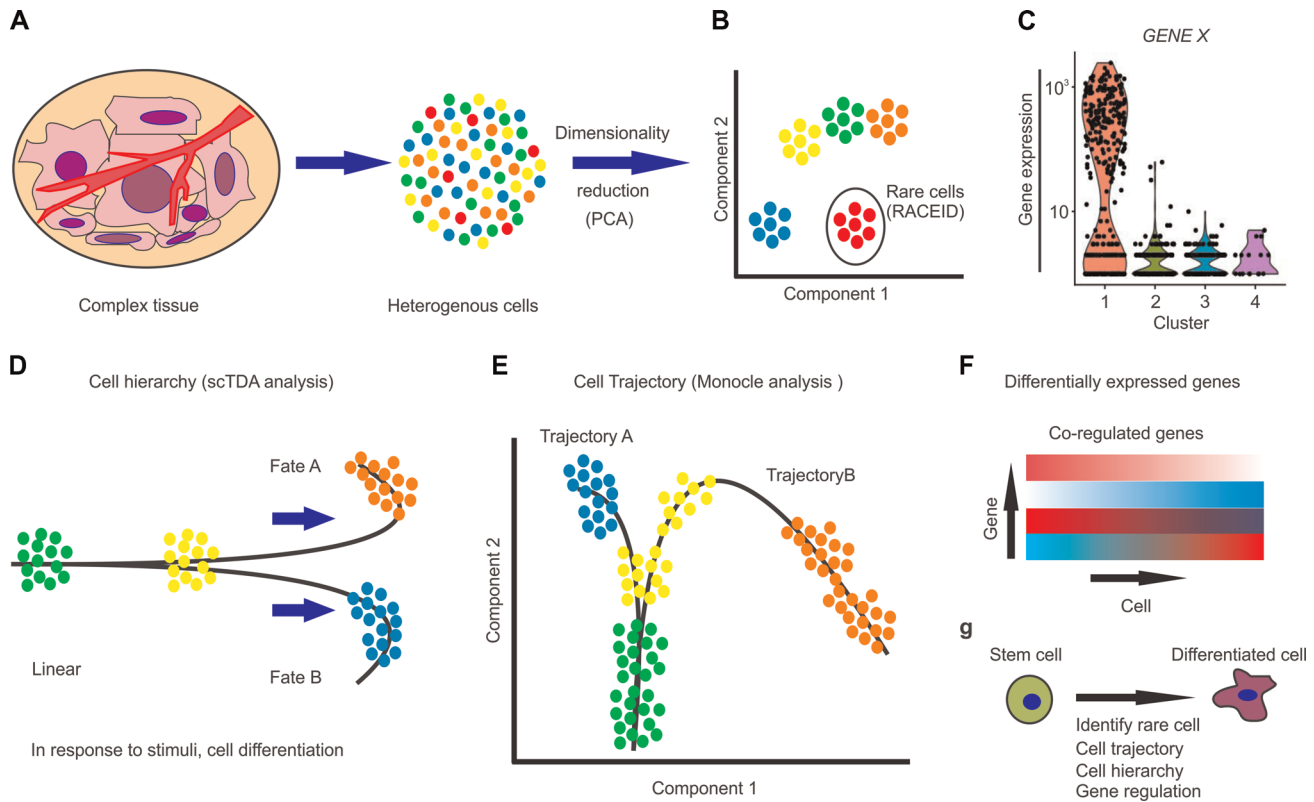 A
Complex tissue
Heterogenous cells
Dimensionality
reduction
(PCA)
B
Component 2
Rare cells
(RACEID)
Component 1
C
GENE X
Gene expression
10³
10
1 2 3 4
Cluster
D
Cell hierarchy (scTDA analysis)
Fate A
Linear
Fate B
In response to stimuli, cell differentiation
E
Cell Trajectory (Monocle analysis )
Trajectory A
TrajectoryB
Component 2
Component 1
F
Differentially expressed genes
Co-regulated genes
Gene
Cell
g
Stem cell
Differentiated cell
Identify rare cell
Cell trajectory
Cell hierarchy
Gene regulation